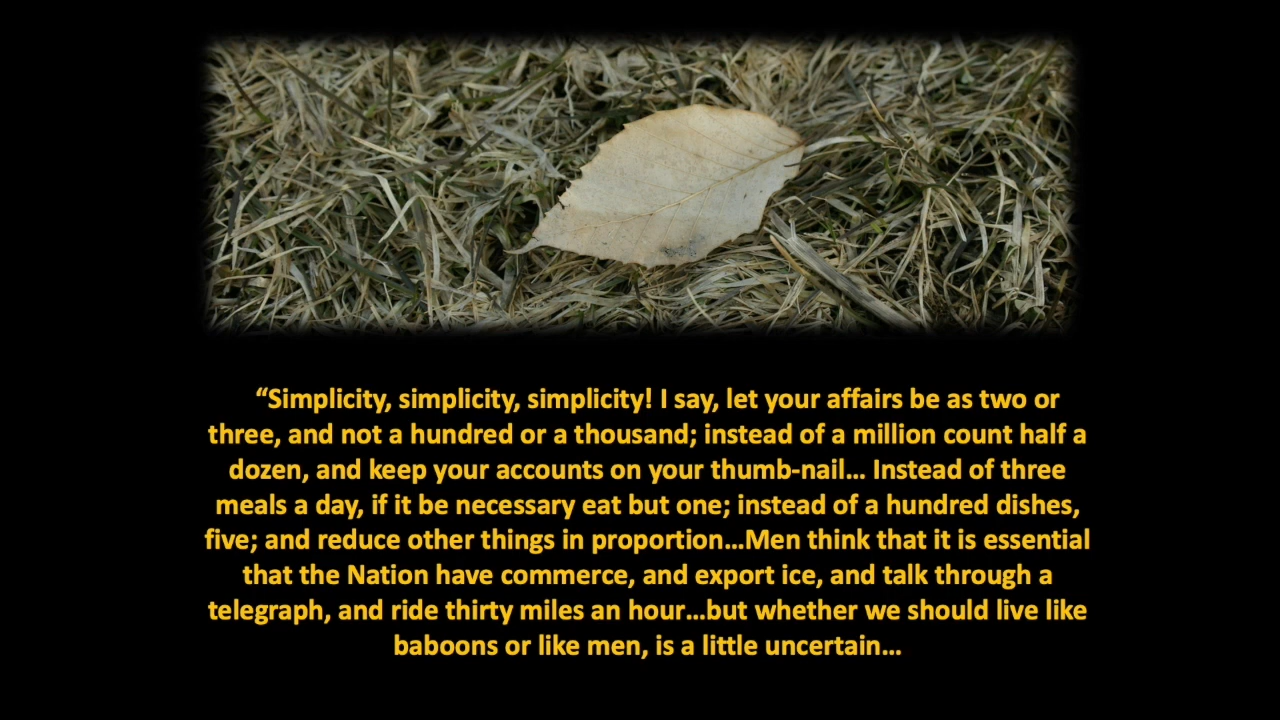 “Simplicity, simplicity, simplicity! I say, let your affairs be as two or
three, and not a hundred or a thousand; instead of a million count half a
dozen, and keep your accounts on your thumb-nail... Instead of three
meals a day, if it be necessary eat but one; instead of a hundred dishes,
five; and reduce other things in proportion...Men think that it is essential
that the Nation have commerce, and export ice, and talk through a
telegraph, and ride thirty miles an hour...but whether we should live like
baboons or like men, is a little uncertain...